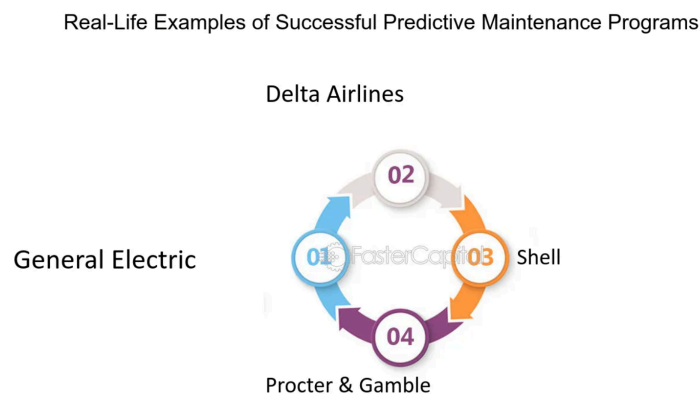 Real-Life Examples of Successful Predictive Maintenance Programs
Delta Airlines
02
General Electric
01
FasterCapital
03
Shell
04
Procter & Gamble